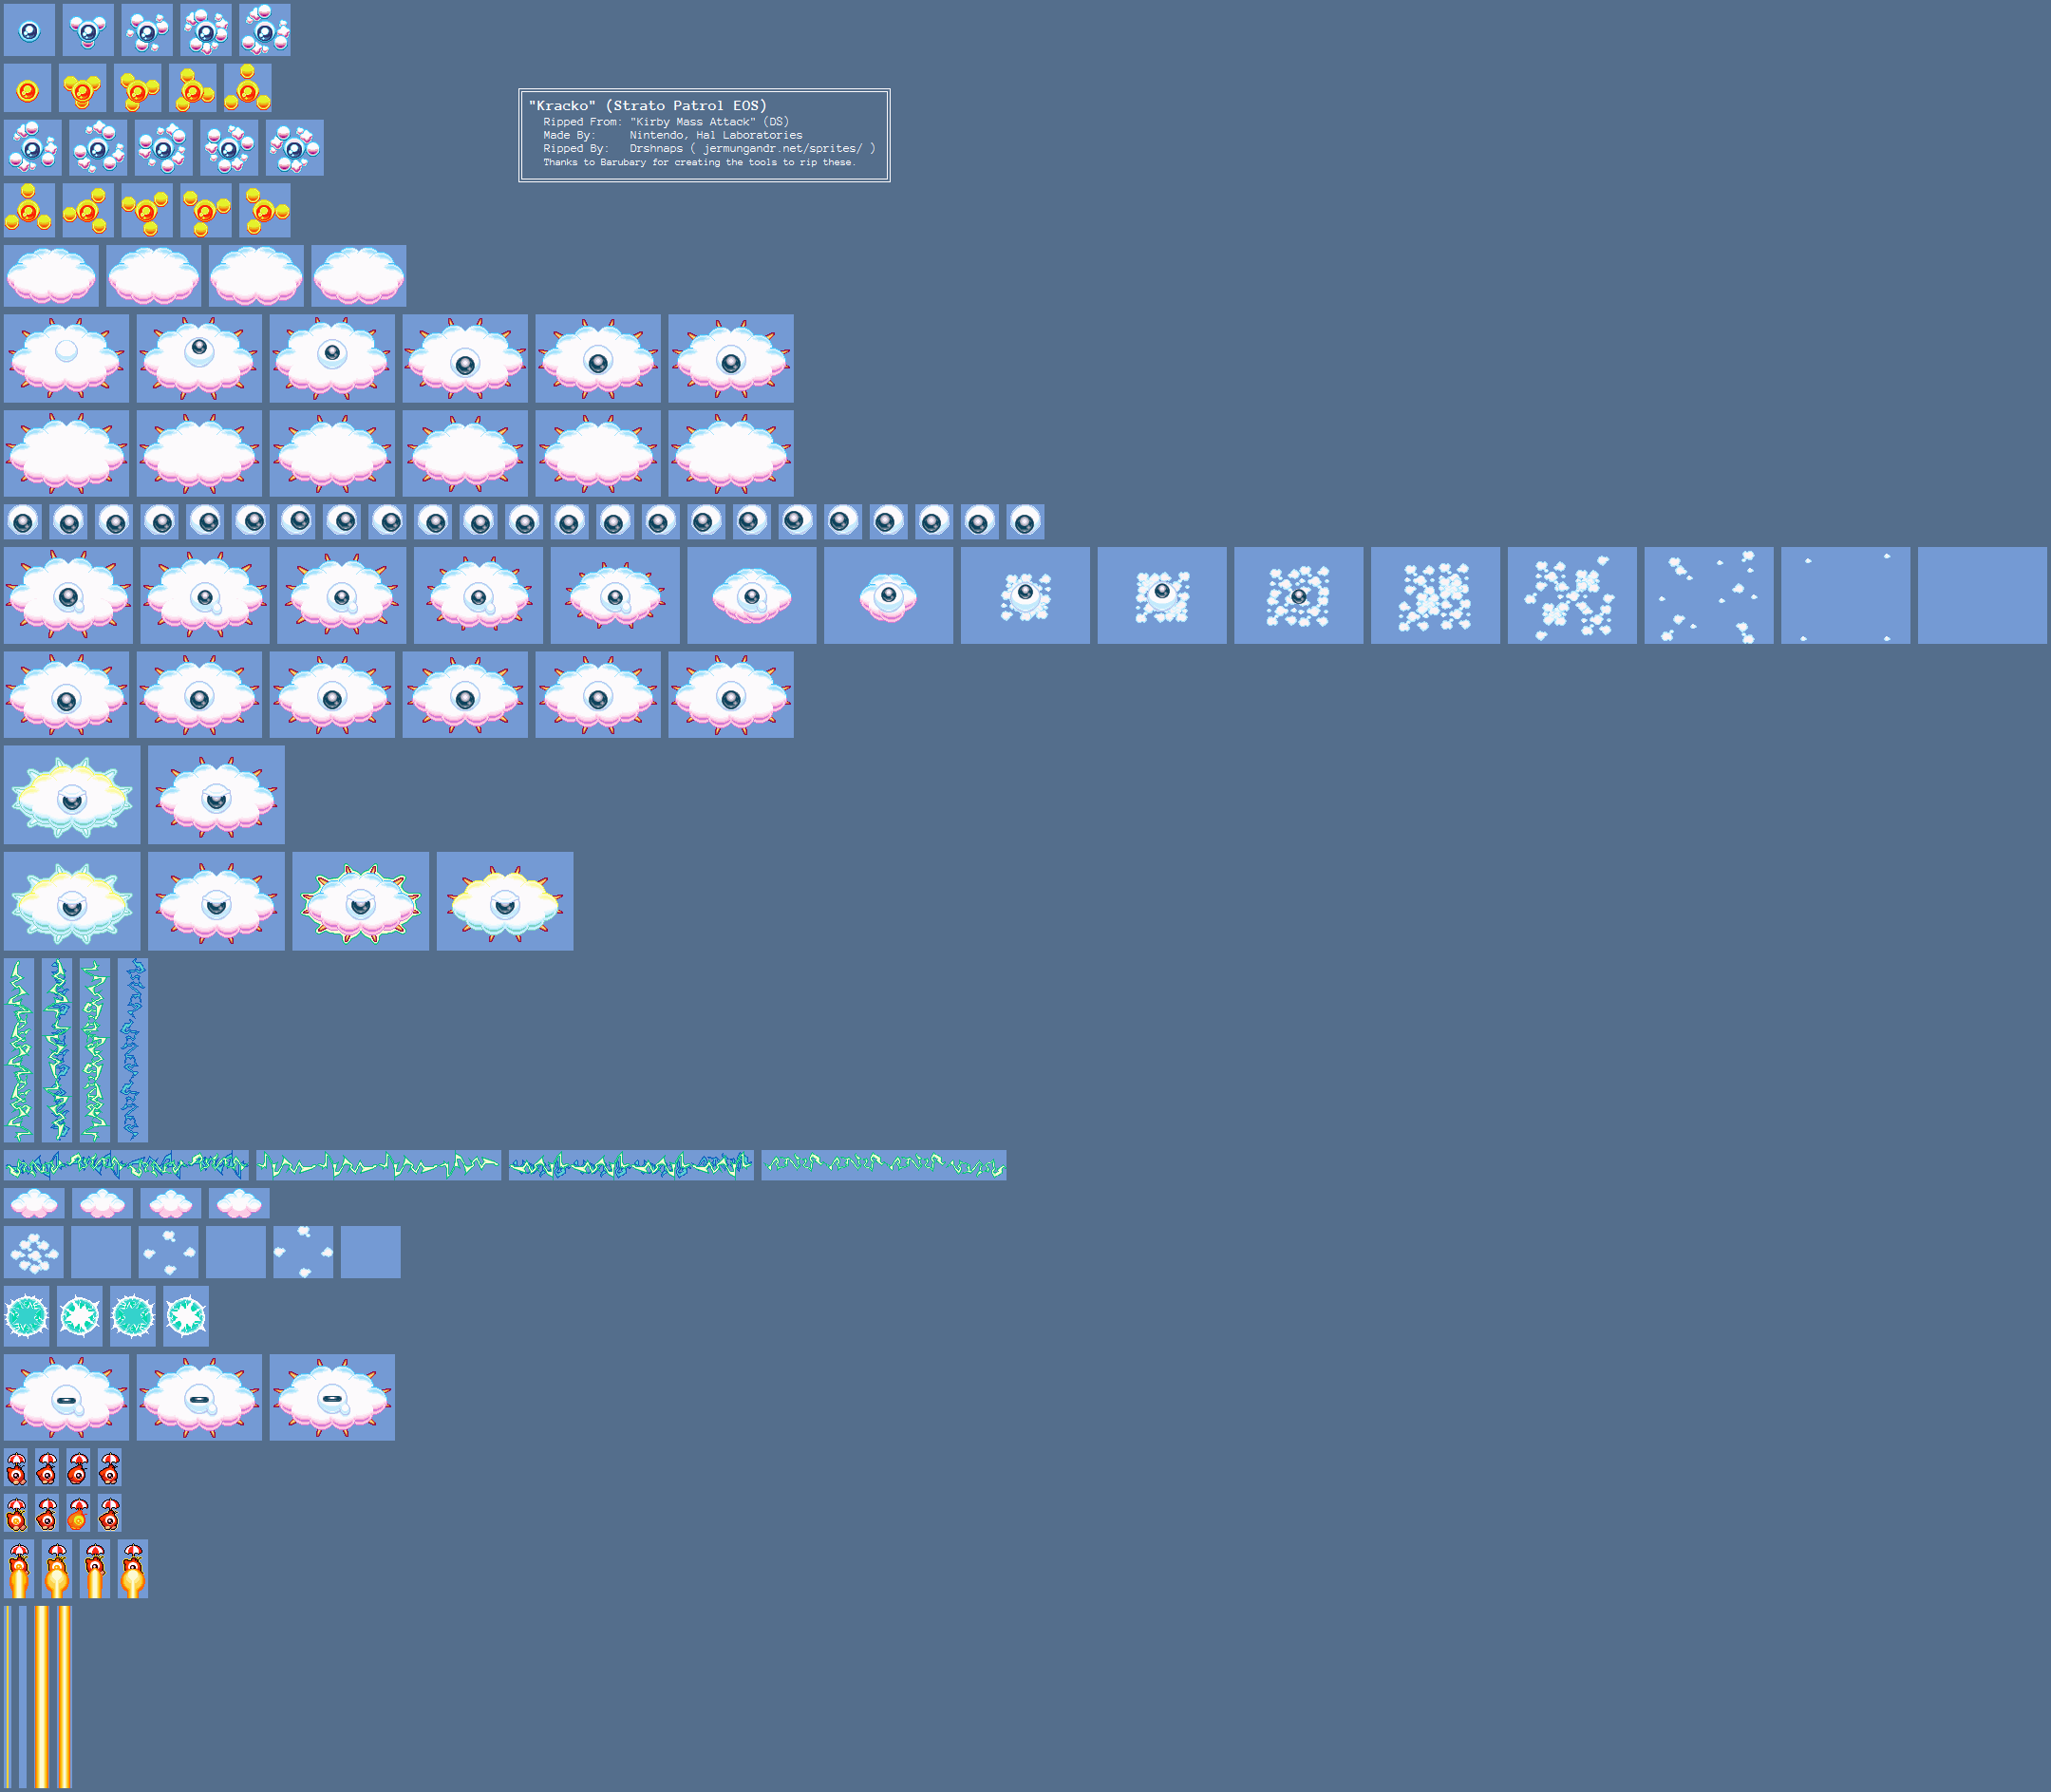 "Kracko" (Strato Patrol EOS)
Ripped From: "Kirby Mass Attack" (DS)
Made By: Nintendo, Hal Laboratories
Ripped By: Drshnaps ( jermungandr.net/sprites/ )
Thanks to Barubary for creating the tools to rip these.